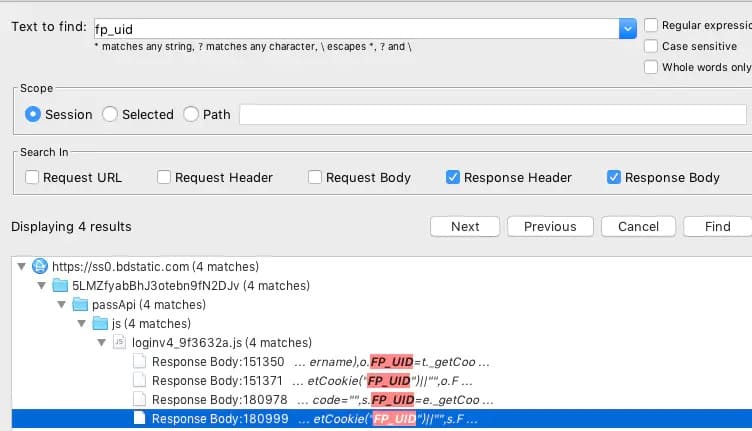 Text to find: fp_uid
Regular expressio
* matches any string, ? matches any character, \ escapes *, ? and \
Case sensitive
Whole words only
Scope
Session Selected Path
Search In
Request URL Request Header Request Body Response Header Response Body
Displaying 4 results
Next Previous Cancel Find
https://ss0.bdstatic.com (4 matches)
5LMZfyabBhJ3otebn9fN2DJv (4 matches)
passApi (4 matches)
js (4 matches)
JS loginv4_9f3632a.js (4 matches)
Response Body:151350 ... ername),o.FP_UID=t._getCoo ...
Response Body:151371 ... etCookie("FP_UID")||"",o.F ...
Response Body:180978 ... code="",s.FP_UID=e._getCoo ...
Response Body:180999 ... etCookie("FP_UID")||"",s.F ...